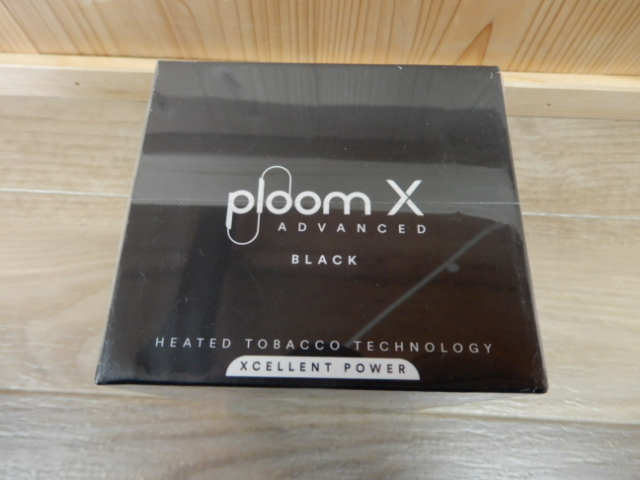 ploom X
ADVANCED
BLACK
HEATED TOBACCO TECHNOLOGY
XCELLENT POWER